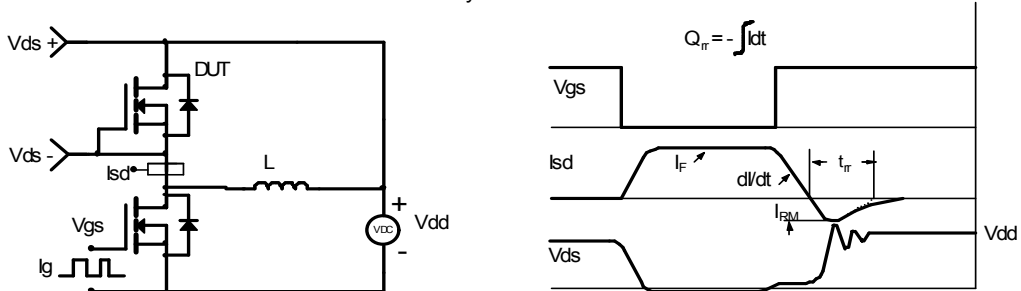 Vds +
DUT
Vds -
Isd
L
Vgs
Ig
+
VDC
Vdd
-
Qrr = - ∫Idt
Vgs
Isd
IF
dI/dt
trr
IRM
Vds
Vdd